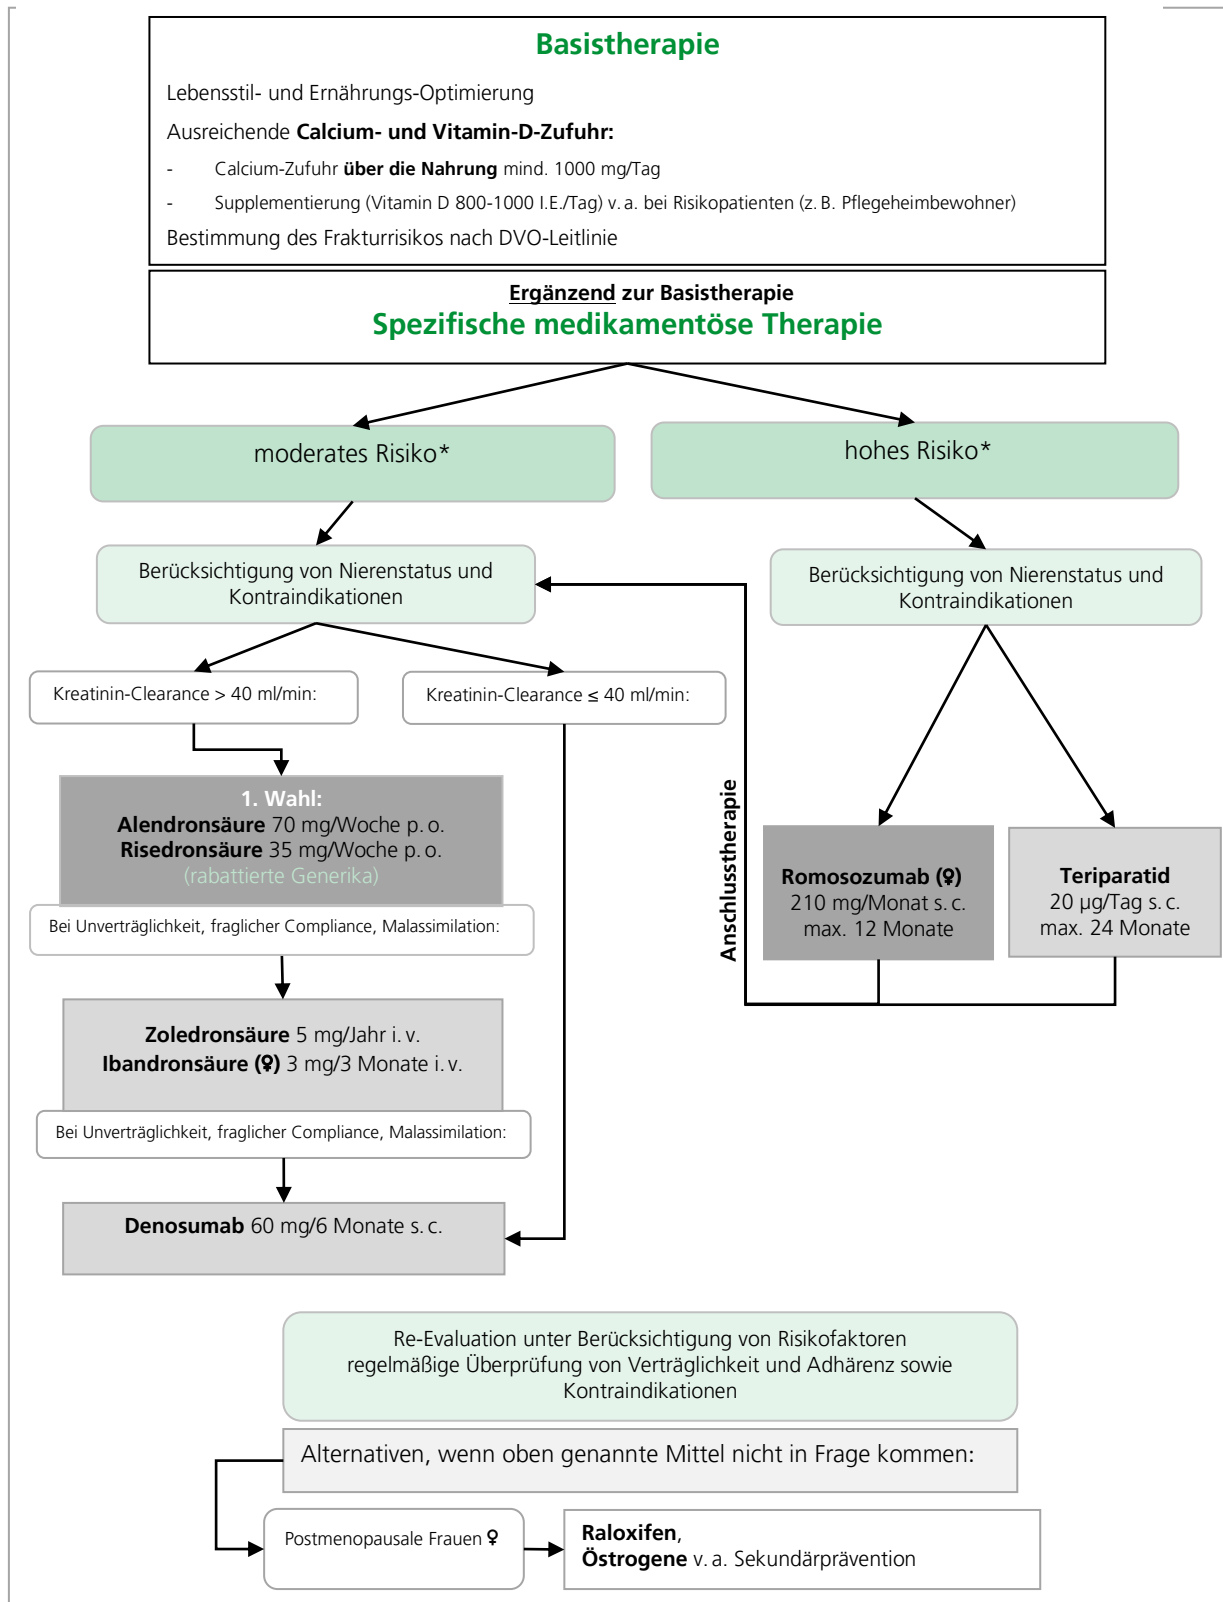 Basistherapie
Lebensstil- und Ernährungs-Optimierung
Ausreichende Calcium- und Vitamin-D-Zufuhr:
- Calcium-Zufuhr über die Nahrung mind. 1000 mg/Tag
- Supplementierung (Vitamin D 800-1000 I.E./Tag) v. a. bei Risikopatienten (z. B. Pflegeheimbewohner)
Bestimmung des Frakturrisikos nach DVO-Leitlinie
Ergänzend zur Basistherapie
Spezifische medikamentöse Therapie
moderates Risiko*
hohes Risiko*
Berücksichtigung von Nierenstatus und
Kontraindikationen
Berücksichtigung von Nierenstatus und
Kontraindikationen
Kreatinin-Clearance > 40 ml/min:
Kreatinin-Clearance ≤ 40 ml/min:
1. Wahl:
Alendronsäure 70 mg/Woche p. o.
Risedronsäure 35 mg/Woche p. o.
(rabattierte Generika)
Bei Unverträglichkeit, fraglicher Compliance, Malassimilation:
Anschlusstherapie
Romosozumab (♀)
210 mg/Monat s. c.
max. 12 Monate
Teriparatid
20 µg/Tag s. c.
max. 24 Monate
Zoledronsäure 5 mg/Jahr i. v.
Ibandronsäure (♀) 3 mg/3 Monate i. v.
Bei Unverträglichkeit, fraglicher Compliance, Malassimilation:
Denosumab 60 mg/6 Monate s. c.
Re-Evaluation unter Berücksichtigung von Risikofaktoren
regelmäßige Überprüfung von Verträglichkeit und Adhärenz sowie
Kontraindikationen
Alternativen, wenn oben genannte Mittel nicht in Frage kommen:
Postmenopausale Frauen ♀
Raloxifen,
Östrogene v. a. Sekundärprävention